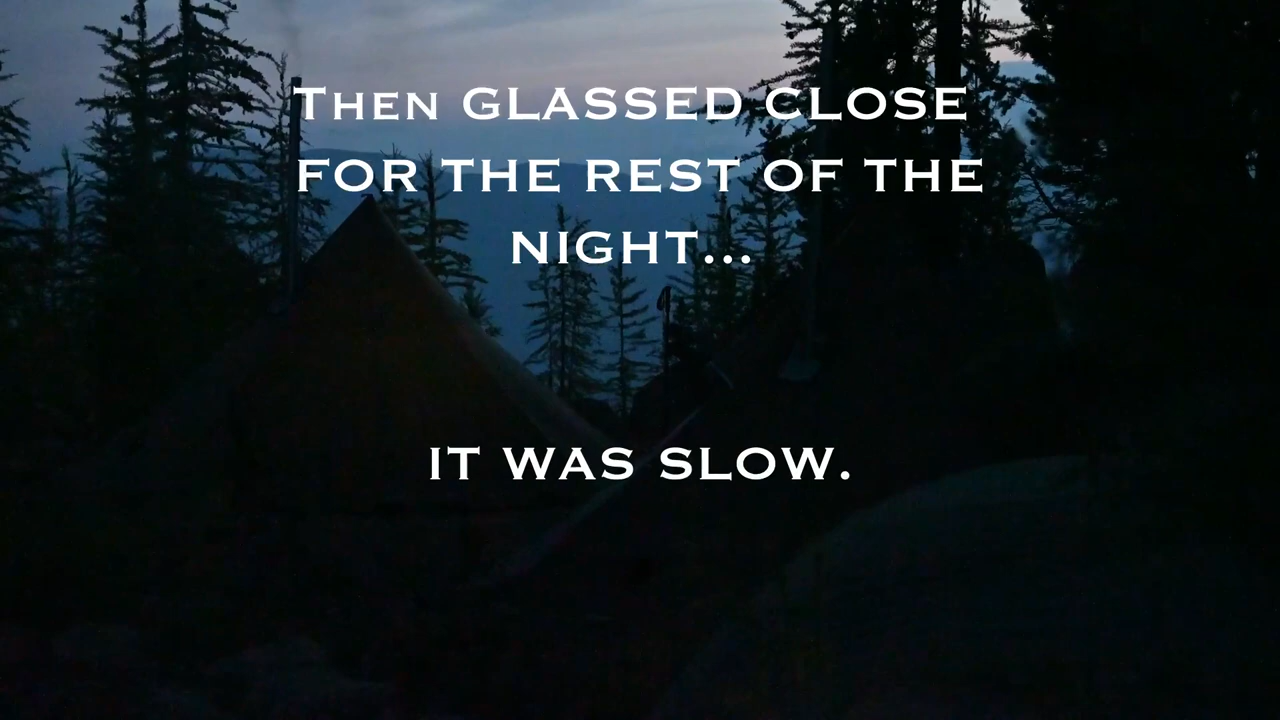 Then GLASSED CLOSE
FOR THE REST OF THE
NIGHT...
IT WAS SLOW.